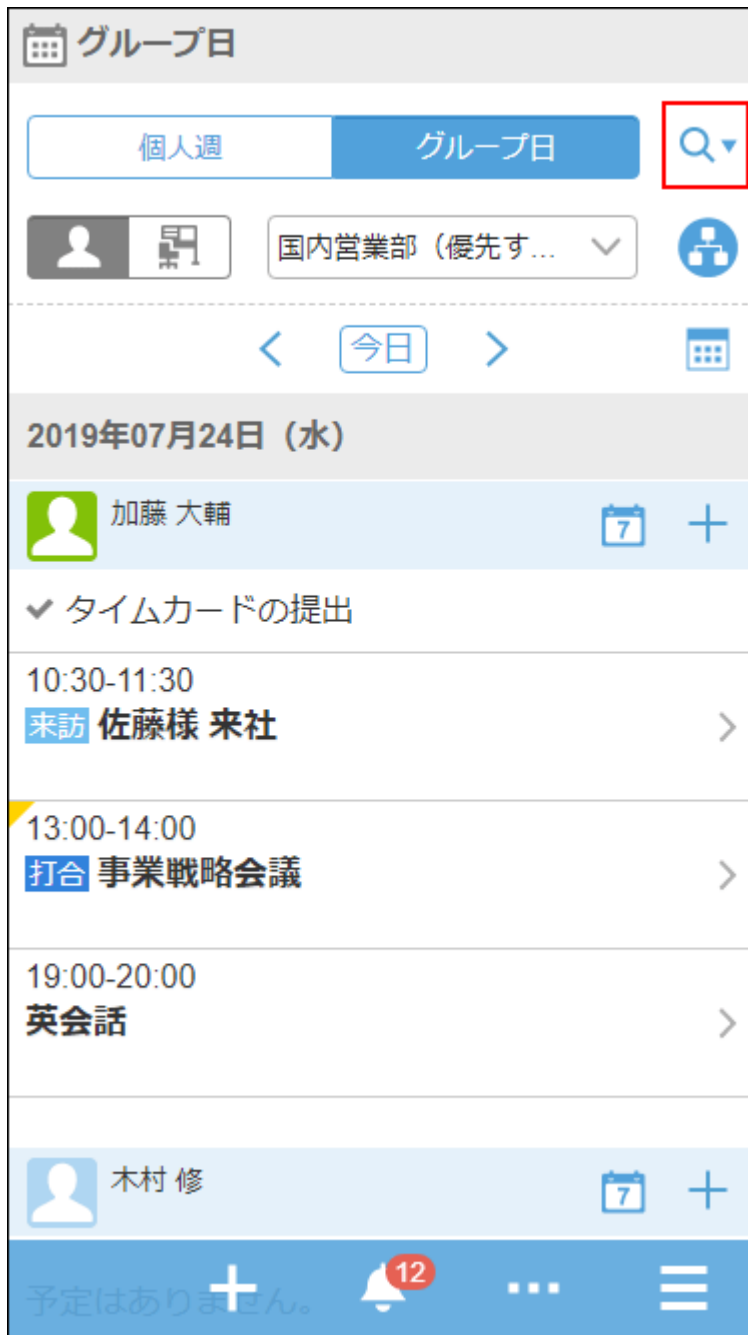 グループ日
個人週 グループ日
国内営業部（優先す...
今日
2019年07月24日（水）
加藤 大輔
7
タイムカードの提出
10:30-11:30
来訪 佐藤様 来社
13:00-14:00
打合 事業戦略会議
19:00-20:00
英会話
木村 修
7
12
予定はありません。